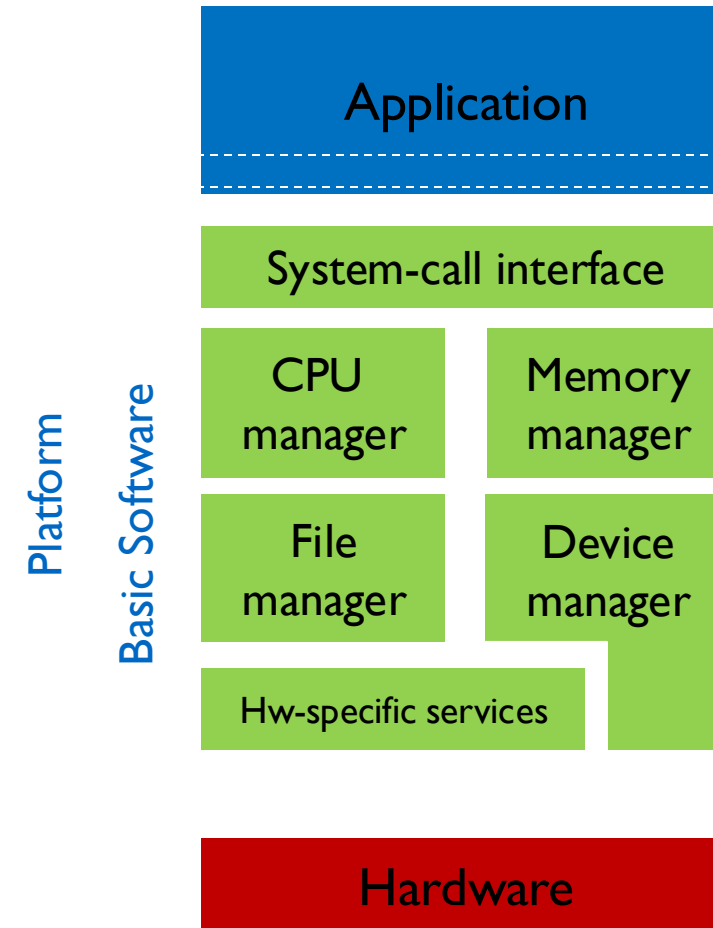 Application
System-call interface
CPU
manager
Memory
manager
File
manager
Device
manager
Hw-specific services
Hardware
Platform
Basic Software